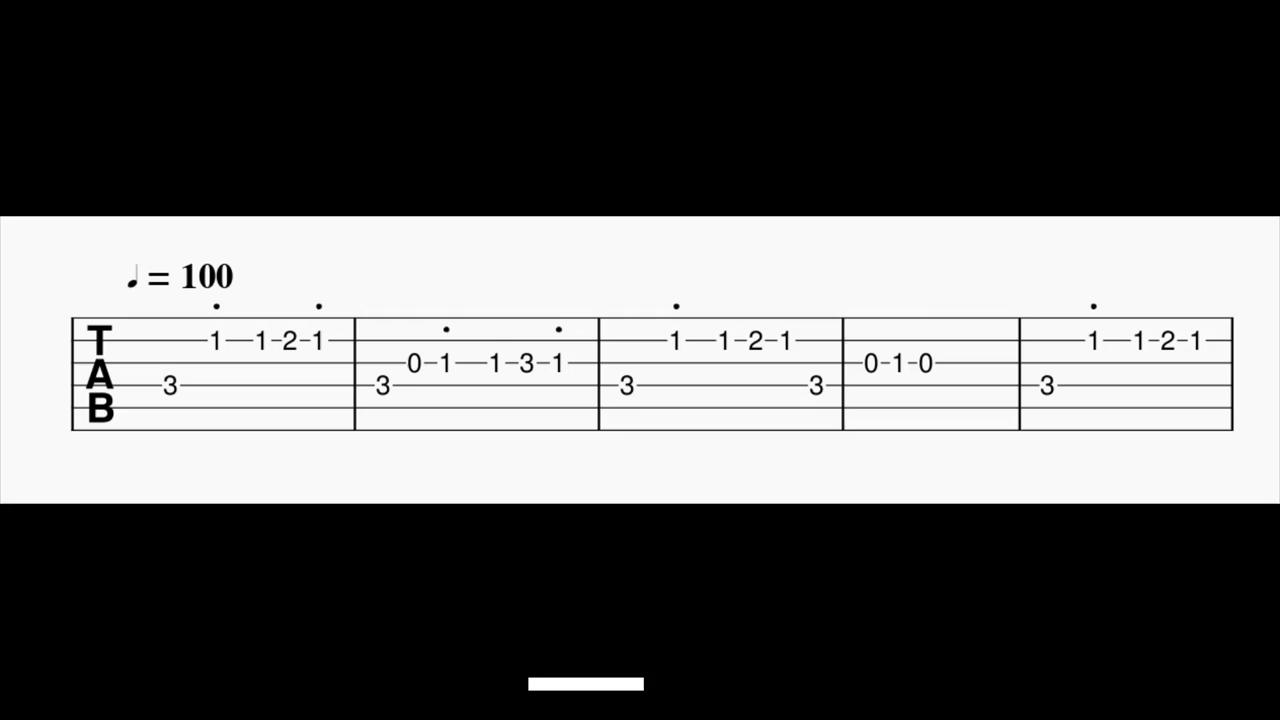 ♩ = 100
T 1 1 2 1 1 1 2 1 1 1 2 1
A 0 1 1 3 1 0 1 0
3 3 3 3 3
B